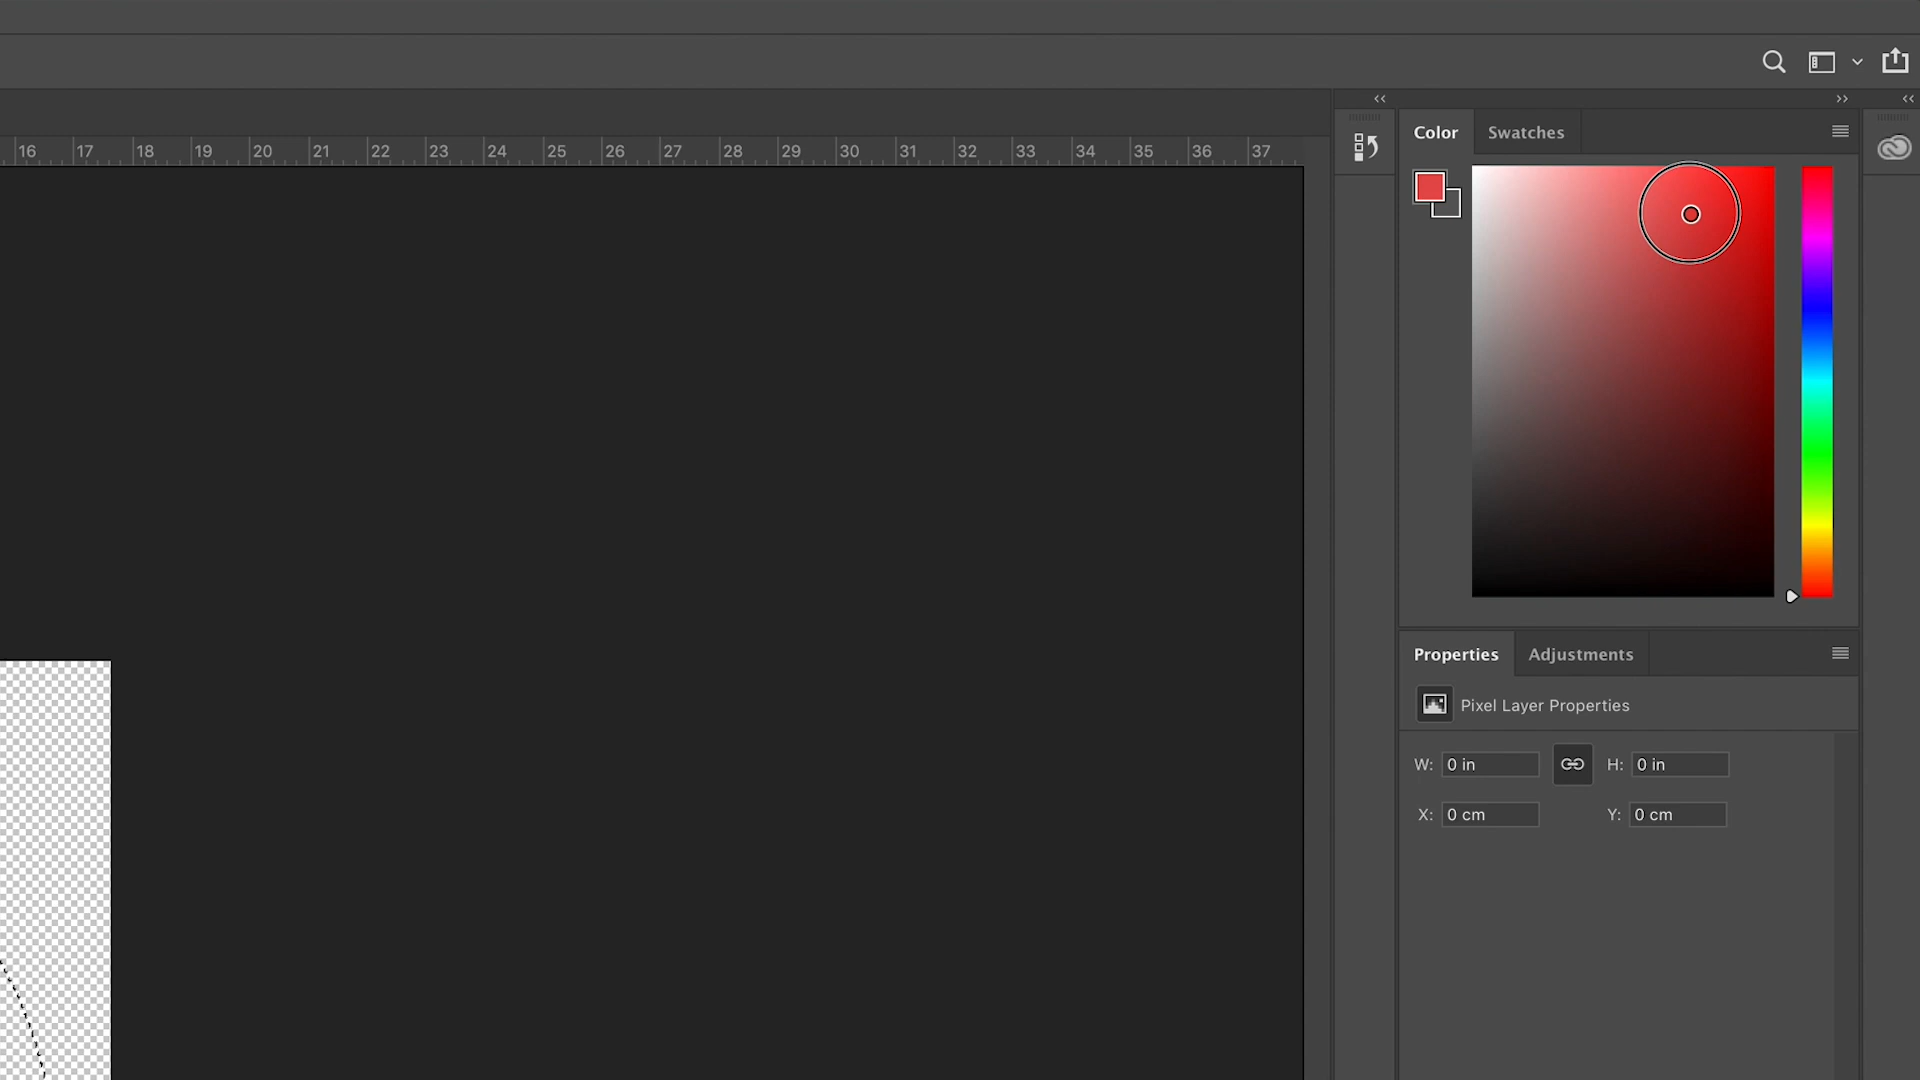 Color Swatches
16 17 18 19 20 21 22 23 24 25 26 27 28 29 30 31 32 33 34 35 36 37
Properties Adjustments
Pixel Layer Properties
W: 0 in H: 0 in
X: 0 cm Y: 0 cm